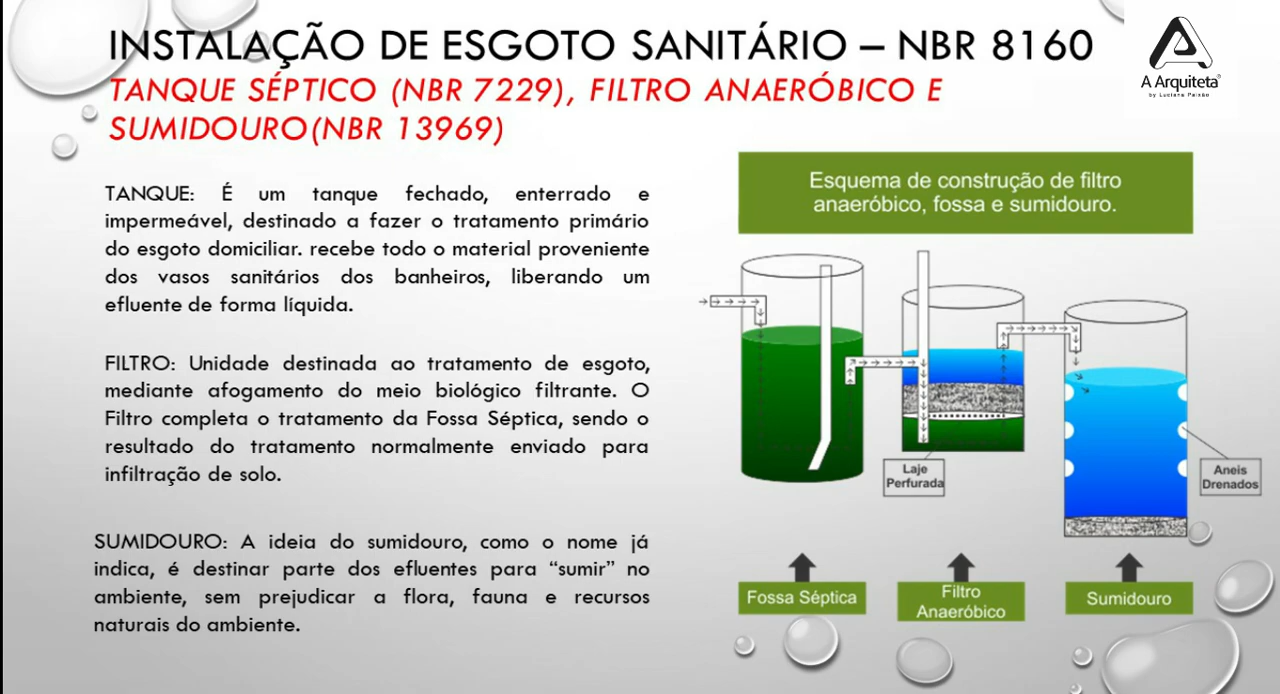 INSTALAÇÃO DE ESGOTO SANITÁRIO – NBR 8160
TANQUE SÉPTICO (NBR 7229), FILTRO ANAERÓBICO E
SUMIDOURO(NBR 13969)
A Arquiteta®
by Luciana Paixão
TANQUE: É um tanque fechado, enterrado e
impermeável, destinado a fazer o tratamento primário
do esgoto domiciliar. recebe todo o material proveniente
dos vasos sanitários dos banheiros, liberando um
efluente de forma líquida.
FILTRO: Unidade destinada ao tratamento de esgoto,
mediante afogamento do meio biológico filtrante. O
Filtro completa o tratamento da Fossa Séptica, sendo o
resultado do tratamento normalmente enviado para
infiltração de solo.
SUMIDOURO: A ideia do sumidouro, como o nome já
indica, é destinar parte dos efluentes para “sumir” no
ambiente, sem prejudicar a flora, fauna e recursos
naturais do ambiente.
Esquema de construção de filtro
anaeróbico, fossa e sumidouro.
Laje
Perfurada
Aneis
Drenados
Fossa Séptica
Filtro
Anaeróbico
Sumidouro